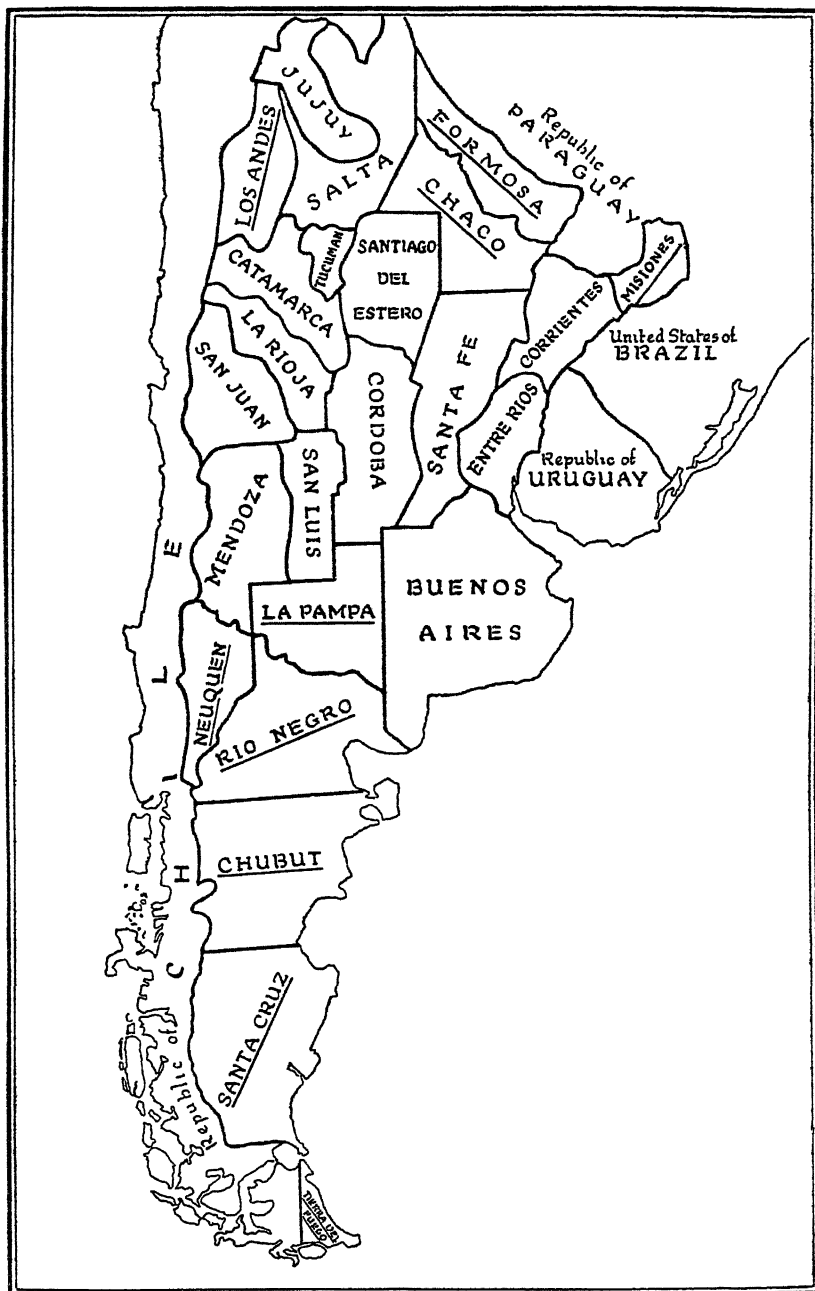 JUJUY
LOS ANDES
SALTA
FORMOSA
Republic of
PARAGUAY
CHACO
TUCUMAN
SANTIAGO
DEL
ESTERO
CATAMARCA
MISIONES
CORRIENTES
LA RIOJA
SAN JUAN
SANTA FE
United States of
BRAZIL
CORDOBA
ENTRE RIOS
SAN LUIS
Republic of
URUGUAY
MENDOZA
BUENOS
AIRES
LA PAMPA
NEUQUEN
RIO NEGRO
CHUBUT
SANTA CRUZ
Republic of
CHILE
TIERRA DEL
FUEGO